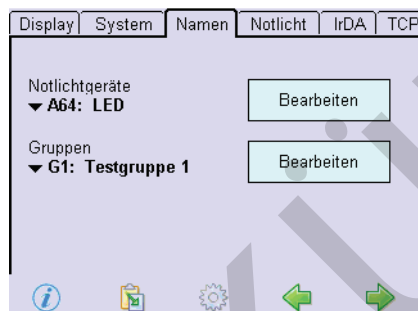 Display System Namen Notlicht IrDA TCP
Notlichtgeräte
A64: LED
Bearbeiten
Gruppen
G1: Testgruppe 1
Bearbeiten